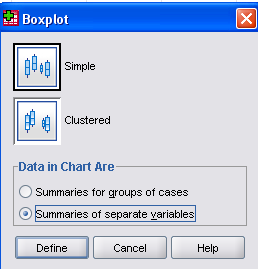 Boxplot
Simple
Clustered
Data in Chart Are
Summaries for groups of cases
Summaries of separate variables
Define Cancel Help